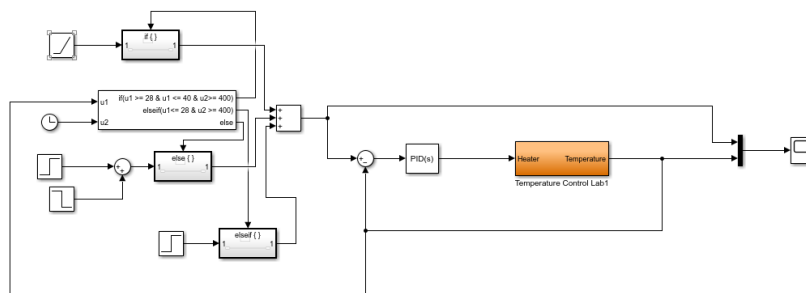 if { }
1 1
if(u1 >= 28 & u1 <= 40 & u2>= 400)
u1
elseif(u1<= 28 & u2 >= 400)
u2
else
+
+
+
else { }
1 1
+
+
+
−
PID(s)
Heater Temperature
Temperature Control Lab1
elseif { }
1 1